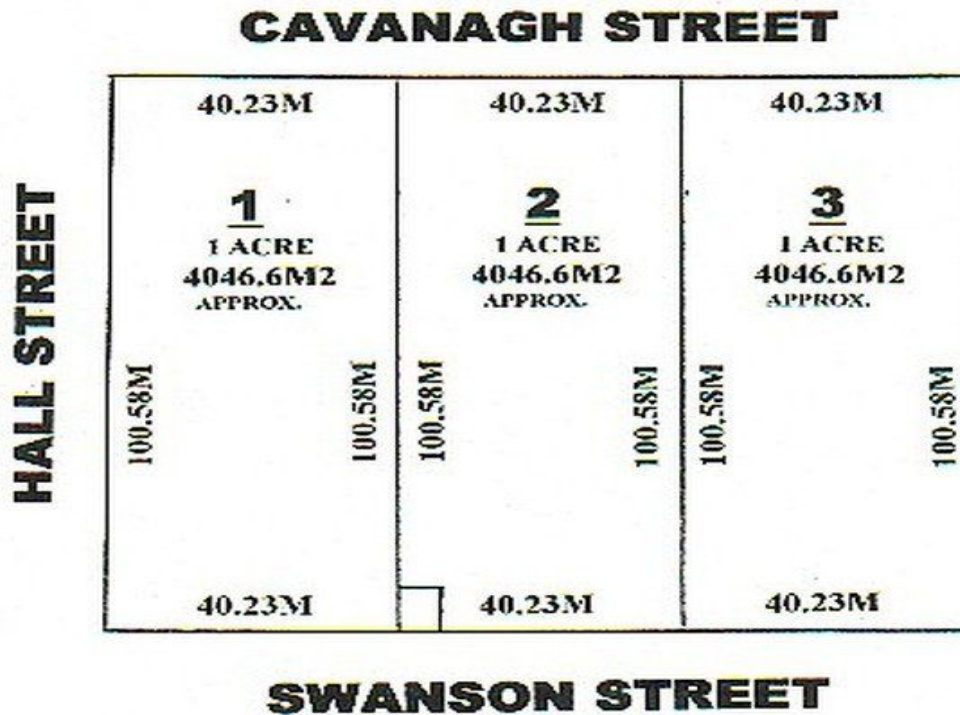 CAVANAGH STREET
40.23M
40.23M
40.23M
HALL STREET
1
1 ACRE
4046.6M2
APPROX.
2
1 ACRE
4046.6M2
APPROX.
3
1 ACRE
4046.6M2
APPROX.
100.58M
100.58M
100.58M
100.58M
100.58M
100.58M
40.23M
40.23M
40.23M
SWANSON STREET